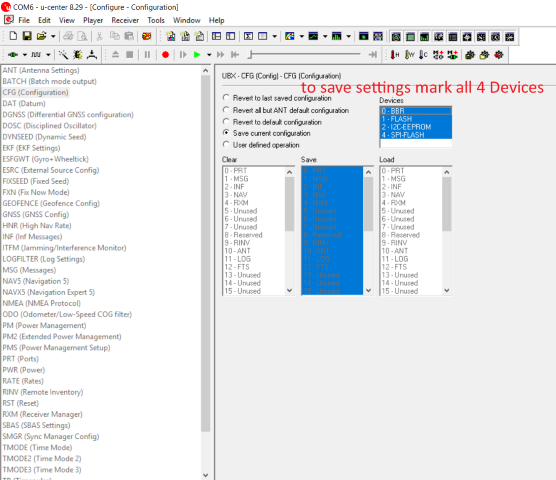 COM6 - u-center 8.29 - [Configure - Configuration]
File Edit View Player Receiver Tools Window Help
ANT (Antenna Settings)
BATCH (Batch mode output)
CFG (Configuration)
DAT (Datum)
DGNSS (Differential GNSS configuration)
DOSC (Disciplined Oscillator)
DYNSEED (Dynamic Seed)
EKF (EKF Settings)
ESFGWT (Gyro+Wheeltick)
ESRC (External Source Config)
FIXSEED (Fixed Seed)
FXN (Fix Now Mode)
GEOFENCE (Geofence Config)
GNSS (GNSS Config)
HNR (High Nav Rate)
INF (Inf Messages)
ITFM (Jamming/Interference Monitor)
LOGFILTER (Log Settings)
MSG (Messages)
NAV5 (Navigation 5)
NAVX5 (Navigation Expert 5)
NMEA (NMEA Protocol)
ODO (Odometer/Low-Speed COG filter)
PM (Power Management)
PM2 (Extended Power Management)
PMS (Power Management Setup)
PRT (Ports)
PWR (Power)
RATE (Rates)
RINV (Remote Inventory)
RST (Reset)
RXM (Receiver Manager)
SBAS (SBAS Settings)
SMGR (Sync Manager Config)
TMODE (Time Mode)
TMODE2 (Time Mode 2)
TMODE3 (Time Mode 3)
UBX - CFG (Config) - CFG (Configuration)
to save settings mark all 4 Devices
Revert to last saved configuration
Revert all but ANT default configuration
Revert to default configuration
Save current configuration
User defined operation
Devices
0 - BBR
1 - FLASH
2 - I2C-EEPROM
4 - SPI-FLASH
Clear
0 - PRT
1 - MSG
2 - INF
3 - NAV
4 - RXM
5 - Unused
6 - Unused
7 - Unused
8 - Reserved
9 - RINV
10 - ANT
11 - LOG
12 - FTS
13 - Unused
14 - Unused
15 - Unused
Save
0 - PRT
1 - MSG
2 - INF
3 - NAV
4 - RXM
5 - Unused
6 - Unused
7 - Unused
8 - Reserved
9 - RINV
10 - ANT
11 - LOG
12 - FTS
13 - Unused
14 - Unused
15 - Unused
Load
0 - PRT
1 - MSG
2 - INF
3 - NAV
4 - RXM
5 - Unused
6 - Unused
7 - Unused
8 - Reserved
9 - RINV
10 - ANT
11 - LOG
12 - FTS
13 - Unused
14 - Unused
15 - Unused